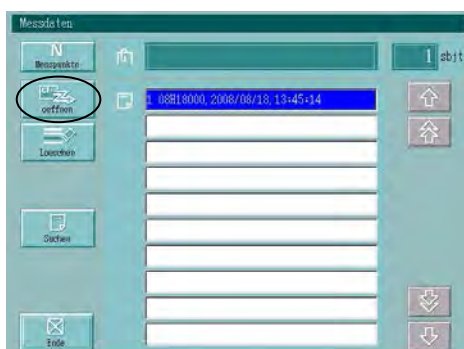 Messdaten
N
Messpunkte
1 sbit
oeffnen
1 08H18000, 2008/08/18, 13:45:14
Loeschen
Suchen
Ende